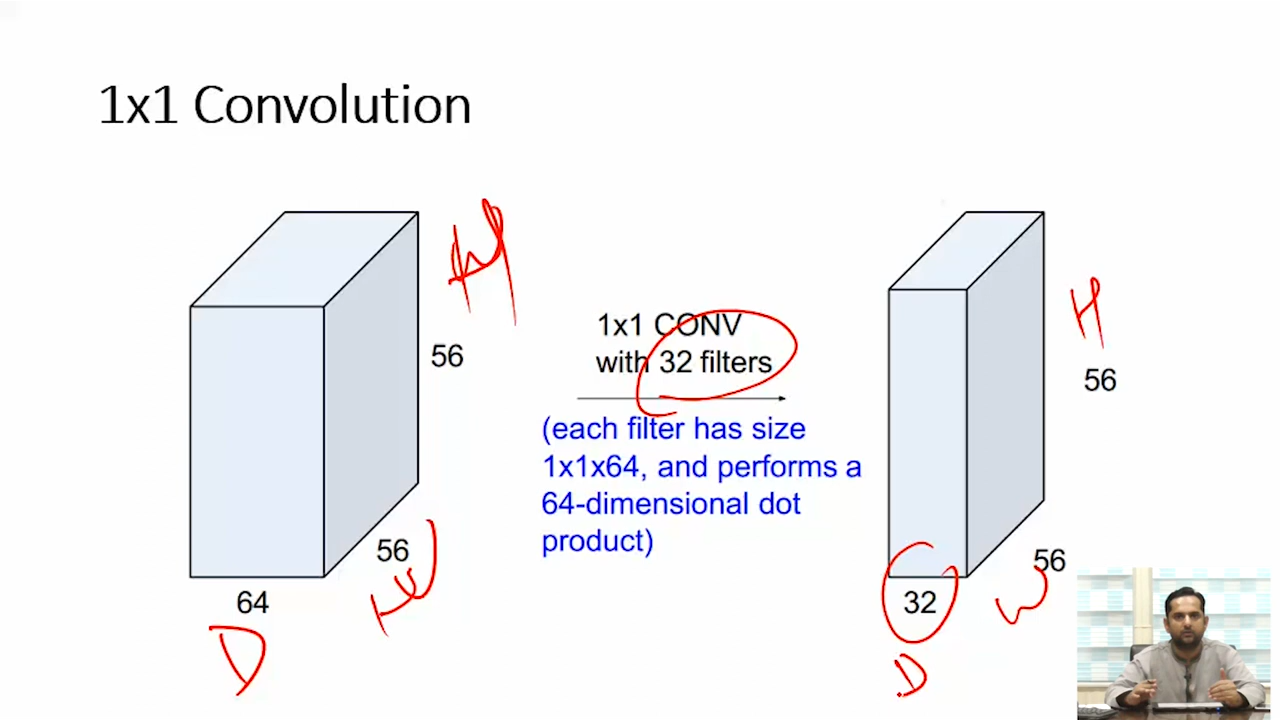 1x1 Convolution
H
56
56
64
D
1x1 CONV
with 32 filters
(each filter has size
1x1x64, and performs a
64-dimensional dot
product)
H
56
56
W
32
D